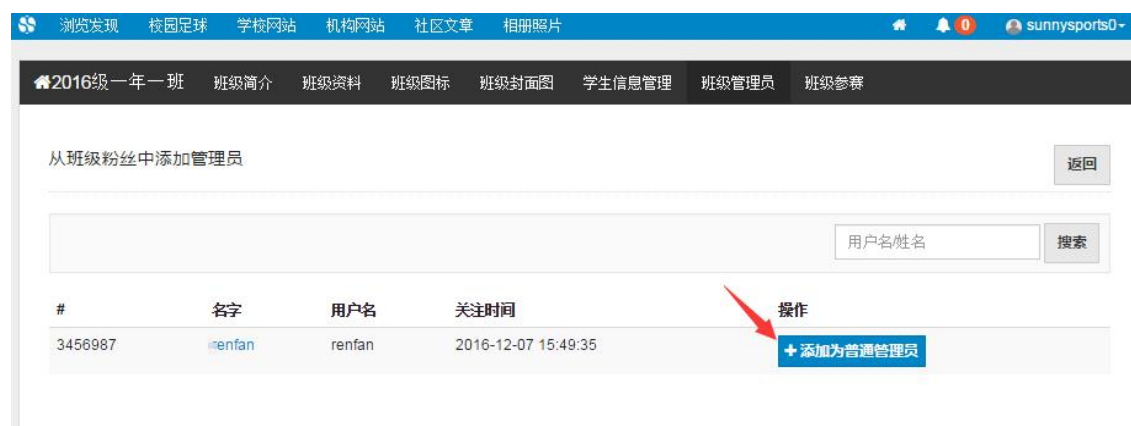 浏览发现 校园足球 学校网站 机构网站 社区文章 相册照片 0 sunnysports0
2016级一年一班 班级简介 班级资料 班级图标 班级封面图 学生信息管理 班级管理员 班级参赛
从班级粉丝中添加管理员 返回
用户名/姓名 搜索
# 名字 用户名 关注时间 操作
3456987 renfan renfan 2016-12-07 15:49:35 +添加为普通管理员